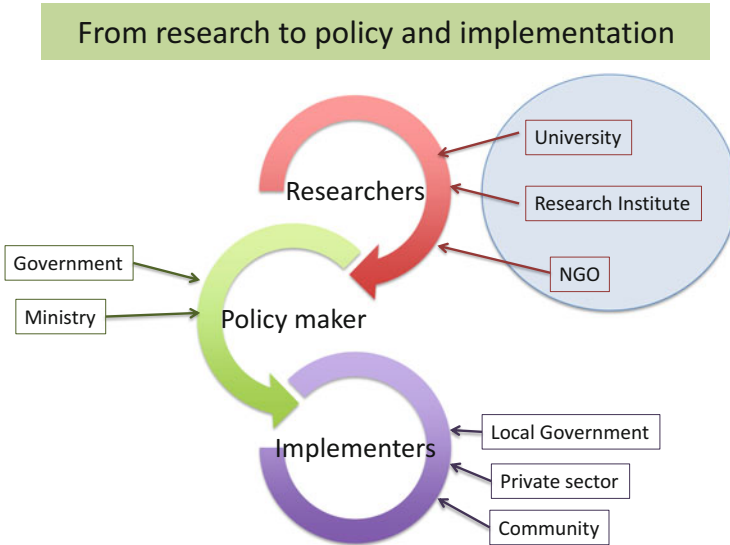 From research to policy and implementation
University
Researchers
Research Institute
Government
NGO
Ministry
Policy maker
Local Government
Implementers
Private sector
Community